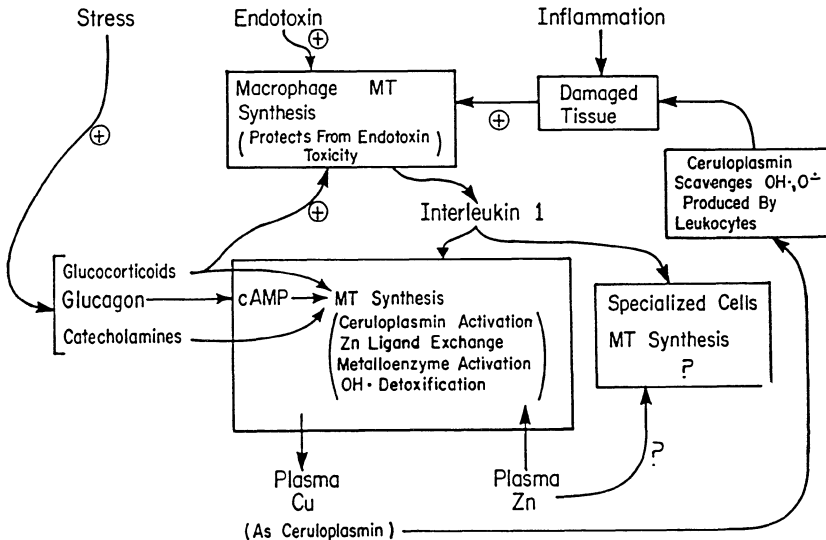 Stress
Endotoxin
Inflammation
⊕
Macrophage MT
Synthesis
(Protects From Endotoxin
Toxicity)
⊕
Damaged
Tissue
⊕
Ceruloplasmin
Scavenges OH·, O∸
Produced By
Leukocytes
⊕
Interleukin 1
Glucocorticoids
Glucagon
Catecholamines
cAMP
MT Synthesis
(Ceruloplasmin Activation
Zn Ligand Exchange
Metalloenzyme Activation
OH· Detoxification)
Specialized Cells
MT Synthesis
?
?
Plasma
Cu
(As Ceruloplasmin)
Plasma
Zn